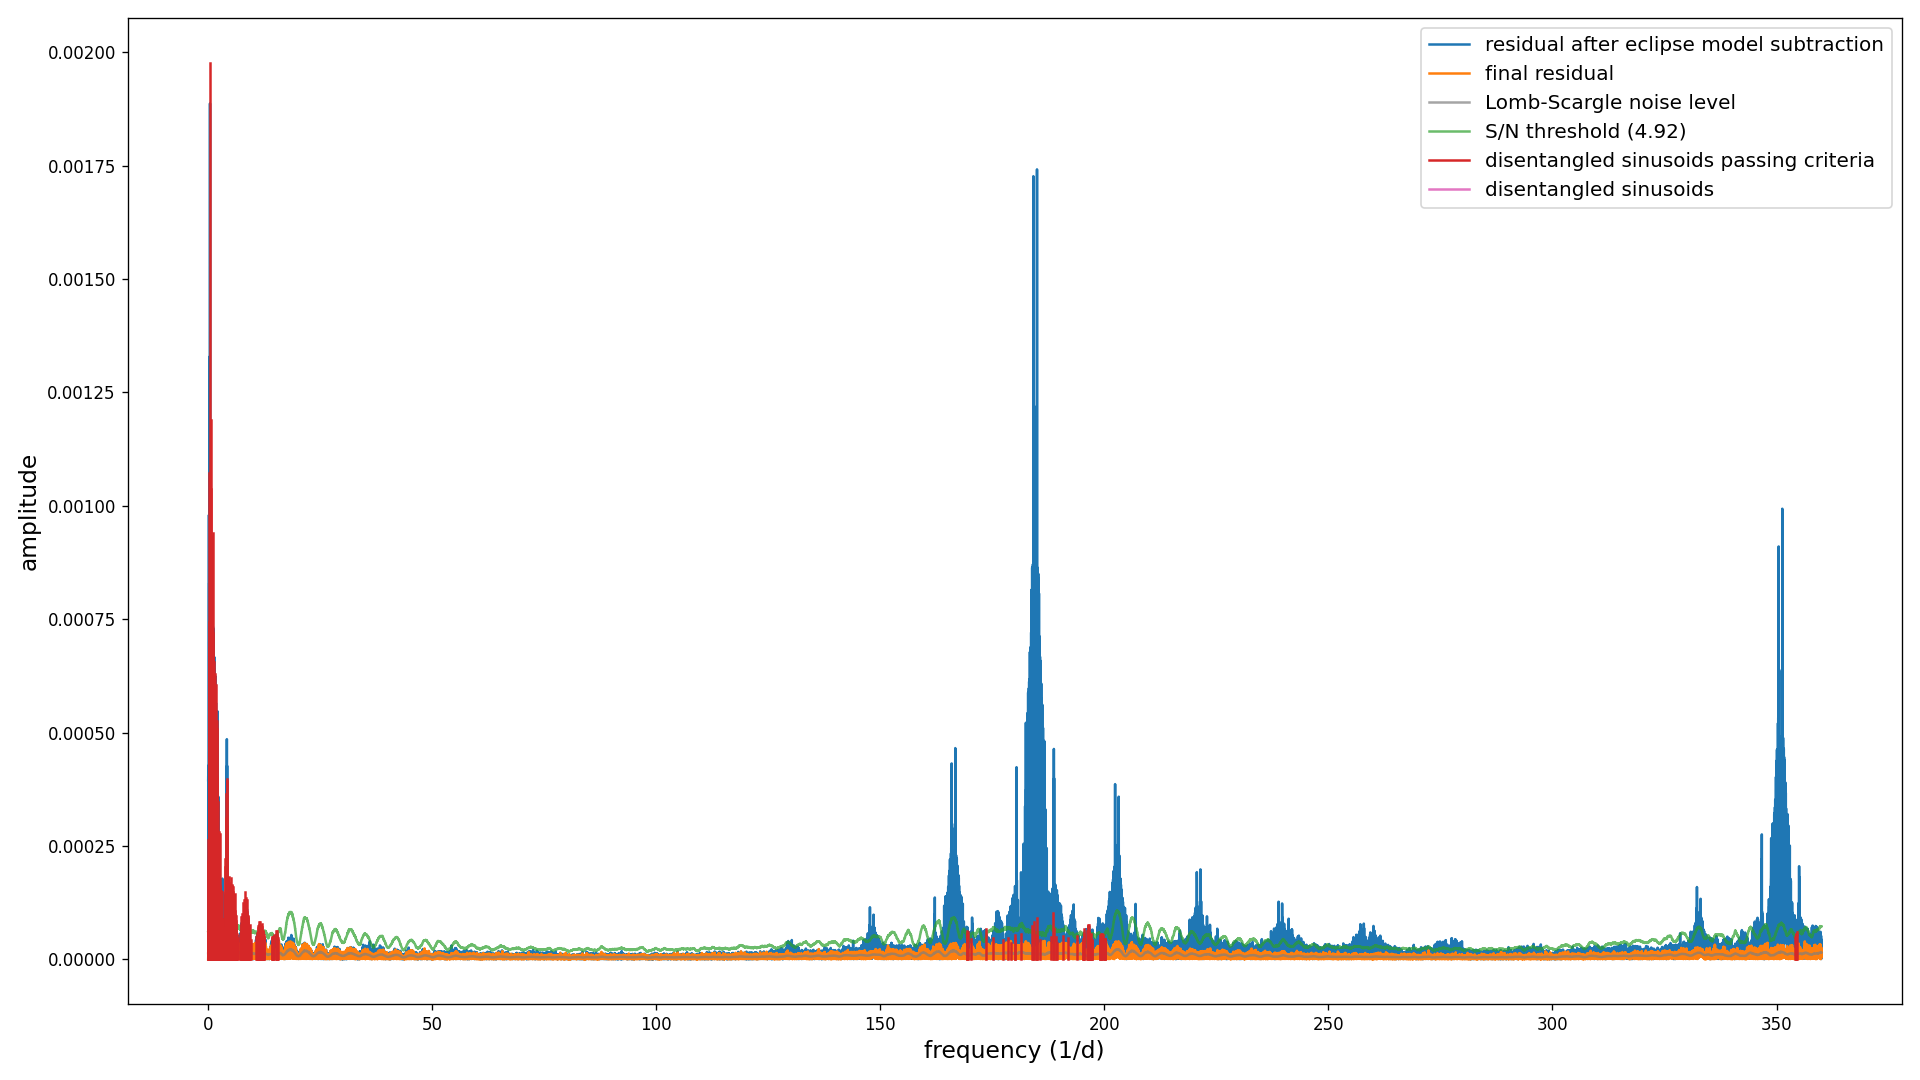 residual after eclipse model subtraction
final residual
Lomb-Scargle noise level
S/N threshold (4.92)
disentangled sinusoids passing criteria
disentangled sinusoids
0.00200
0.00175
0.00150
0.00125
0.00100
0.00075
0.00050
0.00025
0.00000
amplitude
0 50 100 150 200 250 300 350
frequency (1/d)